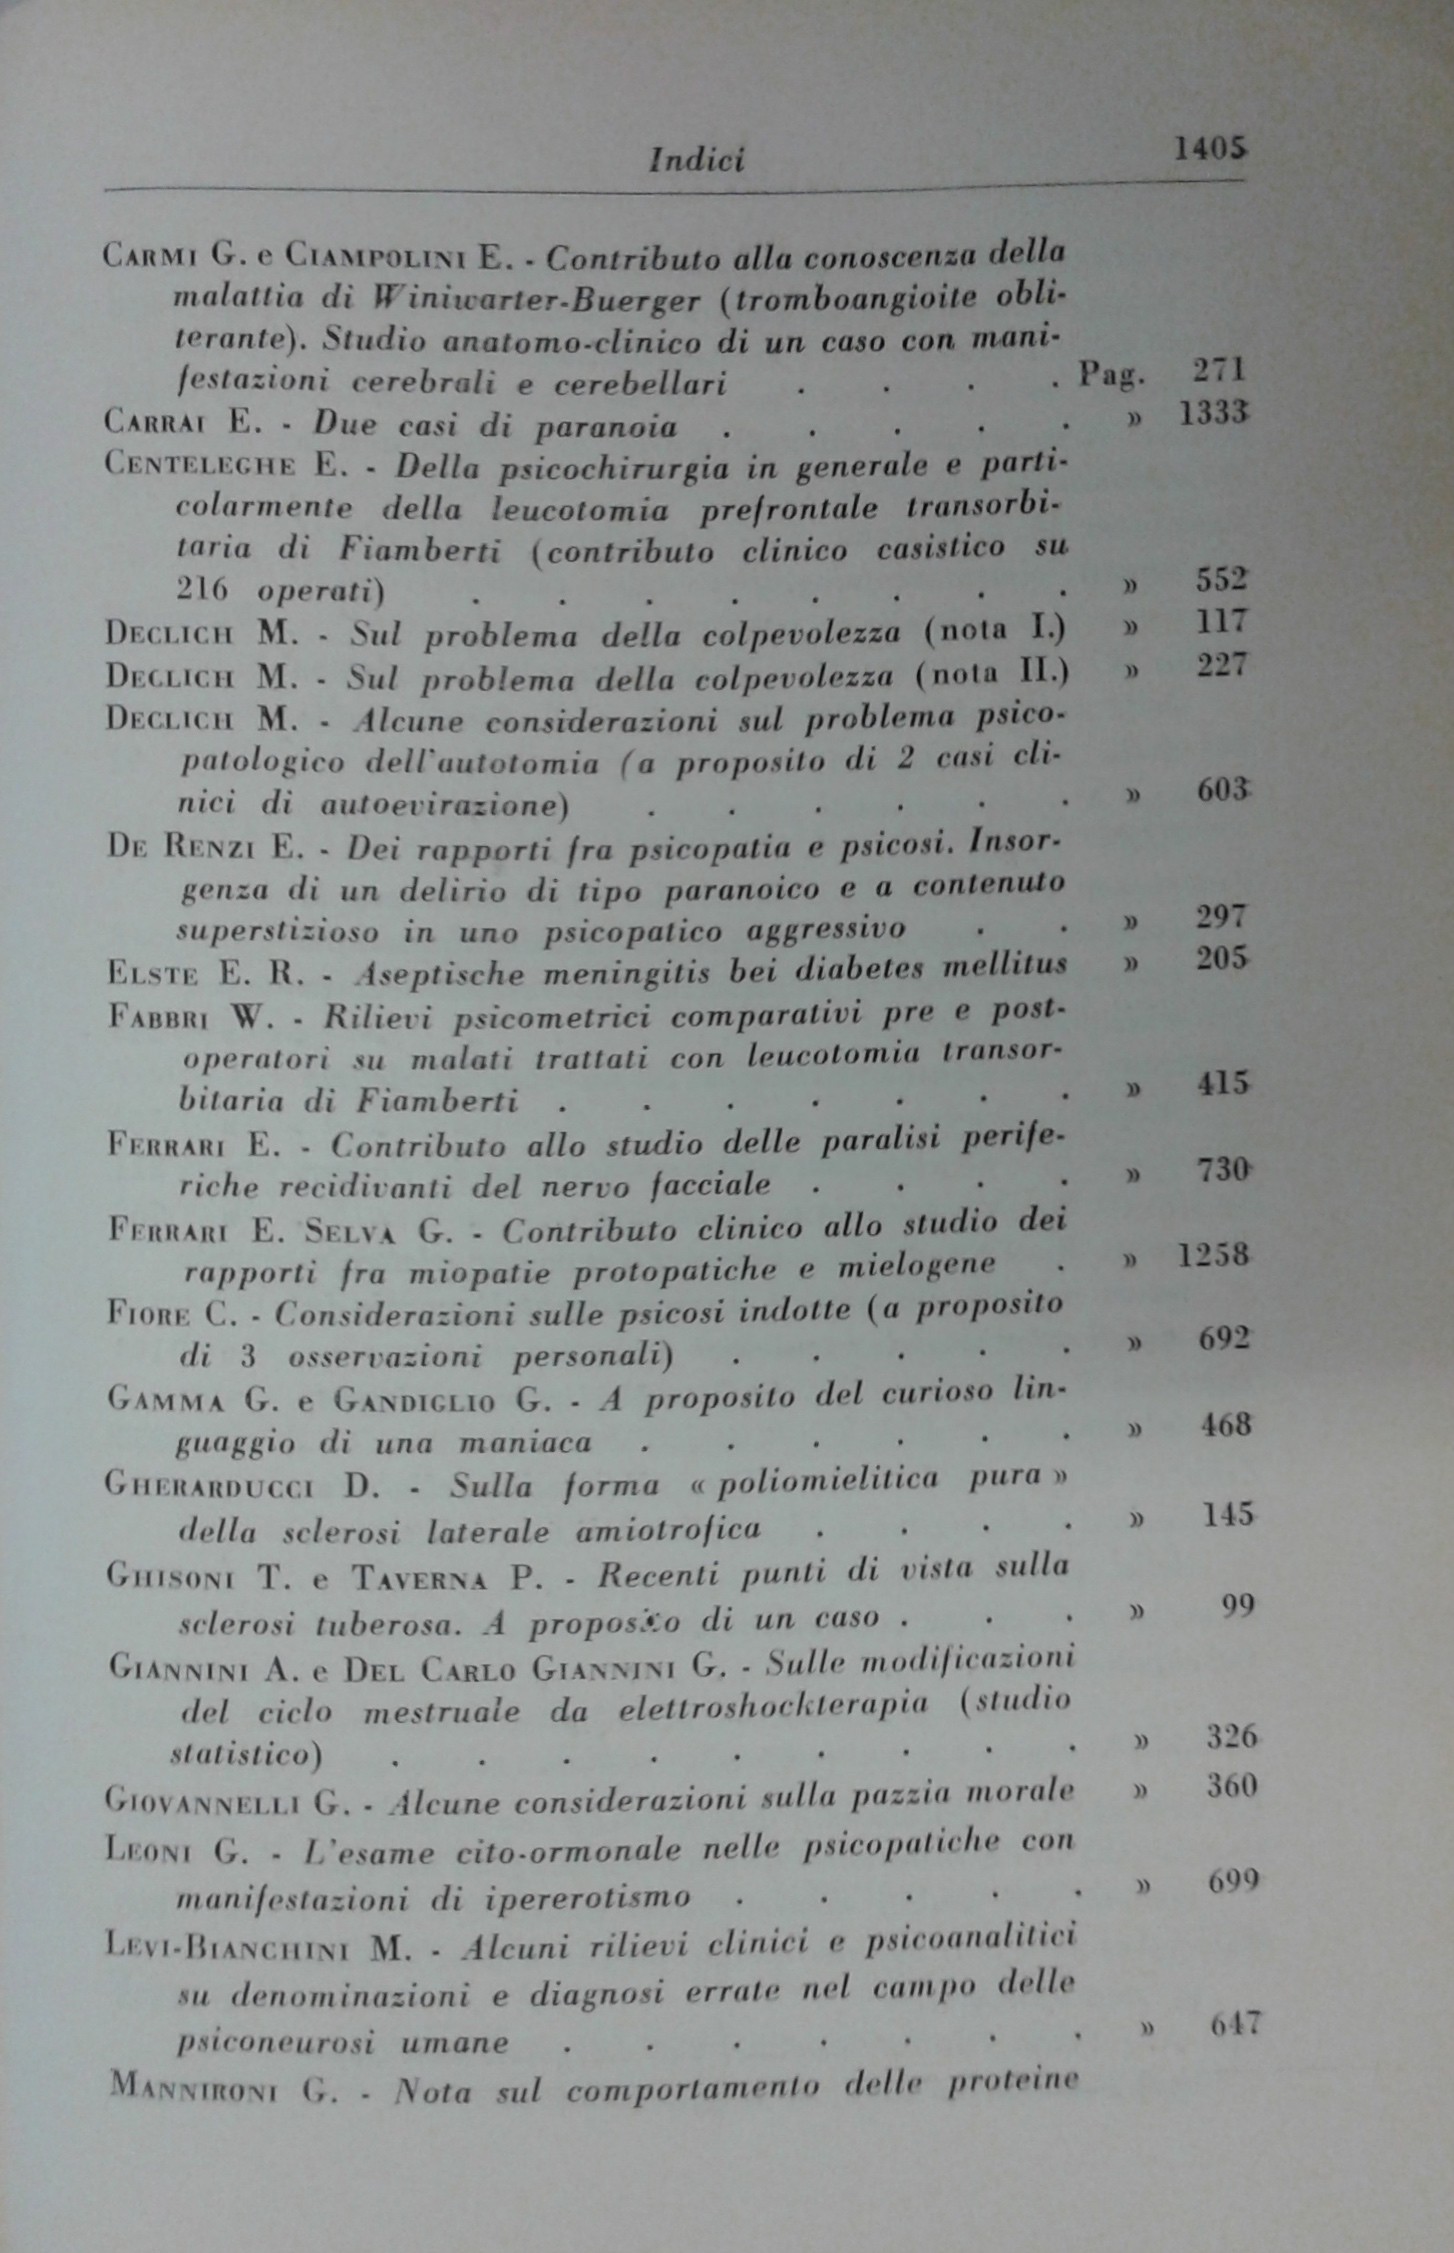 Indici 1405
CARMI G. e CIAMPOLINI E. - Contributo alla conoscenza della
malattia di Winiwarter-Buerger (tromboangioite obli-
terante). Studio anatomo-clinico di un caso con mani-
festazioni cerebrali e cerebellari . . . . Pag. 271
CARRAI E. - Due casi di paranoia . . . . . » 1333
CENTELEGHE E. - Della psicochirurgia in generale e parti-
colarmente della leucotomia prefrontale transorbi-
taria di Fiamberti (contributo clinico casistico su
216 operati) . . . . . . . . » 552
DECLICH M. - Sul problema della colpevolezza (nota I.) » 117
DECLICH M. - Sul problema della colpevolezza (nota II.) » 227
DECLICH M. - Alcune considerazioni sul problema psico-
patologico dell'autotomia (a proposito di 2 casi cli-
nici di autoevirazione) . . . . . . » 603
DE RENZI E. - Dei rapporti fra psicopatia e psicosi. Insor-
genza di un delirio di tipo paranoico e a contenuto
superstizioso in uno psicopatico aggressivo . . » 297
ELSTE E. R. - Aseptische meningitis bei diabetes mellitus » 205
FABBRI W. - Rilievi psicometrici comparativi pre e post-
operatori su malati trattati con leucotomia transor-
bitaria di Fiamberti . . . . . . . » 415
FERRARI E. - Contributo allo studio delle paralisi perife-
riche recidivanti del nervo facciale . . . . » 730
FERRARI E. SELVA G. - Contributo clinico allo studio dei
rapporti fra miopatie protopatiche e mielogene . » 1258
FIORE C. - Considerazioni sulle psicosi indotte (a proposito
di 3 osservazioni personali) . . . . . » 692
GAMMA G. e GANDIGLIO G. - A proposito del curioso lin-
guaggio di una maniaca . . . . . . » 468
GHERARDUCCI D. - Sulla forma « poliomielitica pura »
della sclerosi laterale amiotrofica . . . . » 145
GHISONI T. e TAVERNA P. - Recenti punti di vista sulla
sclerosi tuberosa. A proposito di un caso . . . » 99
GIANNINI A. e DEL CARLO GIANNINI G. - Sulle modificazioni
del ciclo mestruale da elettroshockterapia (studio
statistico) . . . . . . . . . » 326
GIOVANNELLI G. - Alcune considerazioni sulla pazzia morale » 360
LEONI G. - L'esame cito-ormonale nelle psicopatiche con
manifestazioni di ipererotismo . . . . . » 699
LEVI-BIANCHINI M. - Alcuni rilievi clinici e psicoanalitici
su denominazioni e diagnosi errate nel campo delle
psiconeurosi umane . . . . . . . » 647
MANNIRONI G. - Nota sul comportamento delle proteine